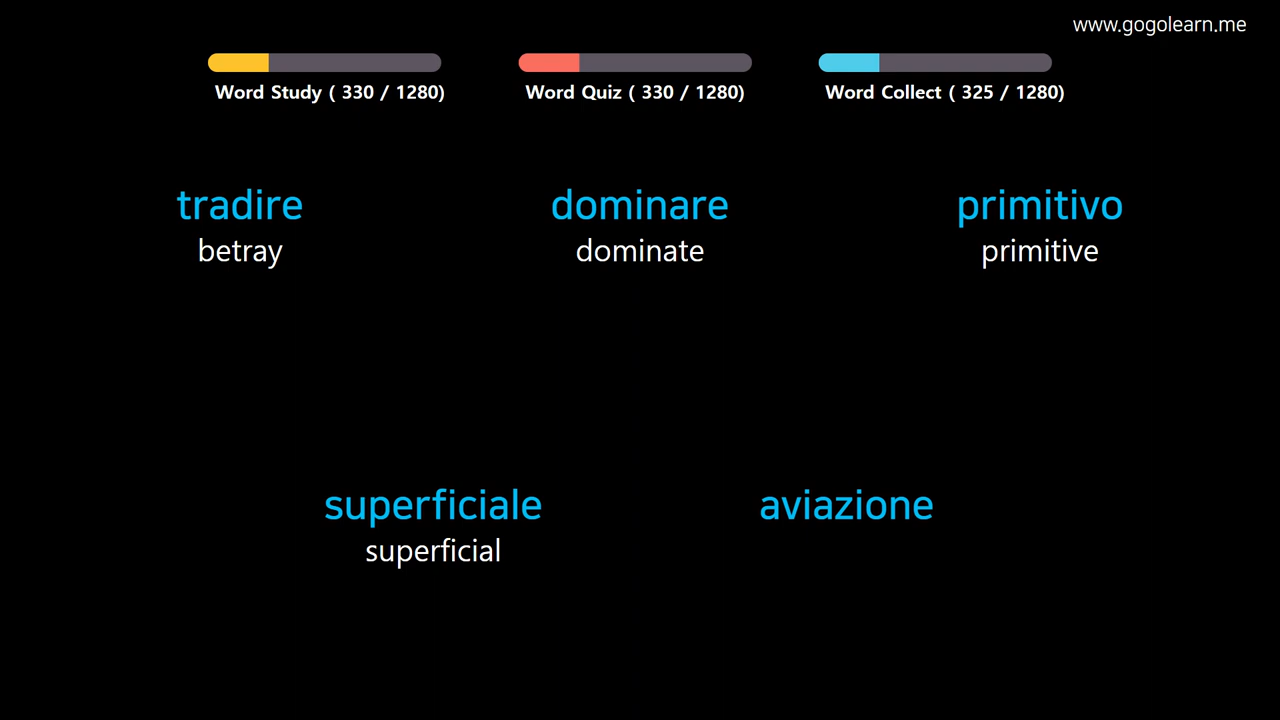 www.gogolearn.me
Word Study ( 330 / 1280)
Word Quiz ( 330 / 1280)
Word Collect ( 325 / 1280)
tradire
betray
dominare
dominate
primitivo
primitive
superficiale
superficial
aviazione